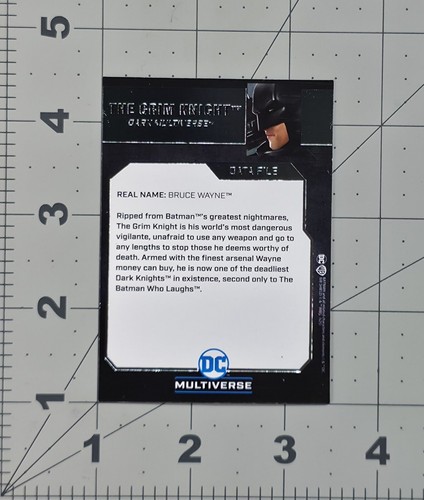 5
4
3
2
1
THE GRIM KNIGHT™
DARK MULTIVERSE™
DATA FILE
REAL NAME: BRUCE WAYNE™
Ripped from Batman™'s greatest nightmares,
The Grim Knight is his world's most dangerous
vigilante, unafraid to use any weapon and go to
any lengths to stop those he deems worthy of
death. Armed with the finest arsenal Wayne
money can buy, he is now one of the deadliest
Dark Knights™ in existence, second only to The
Batman Who Laughs™.
DC
MULTIVERSE
1 2 3 4